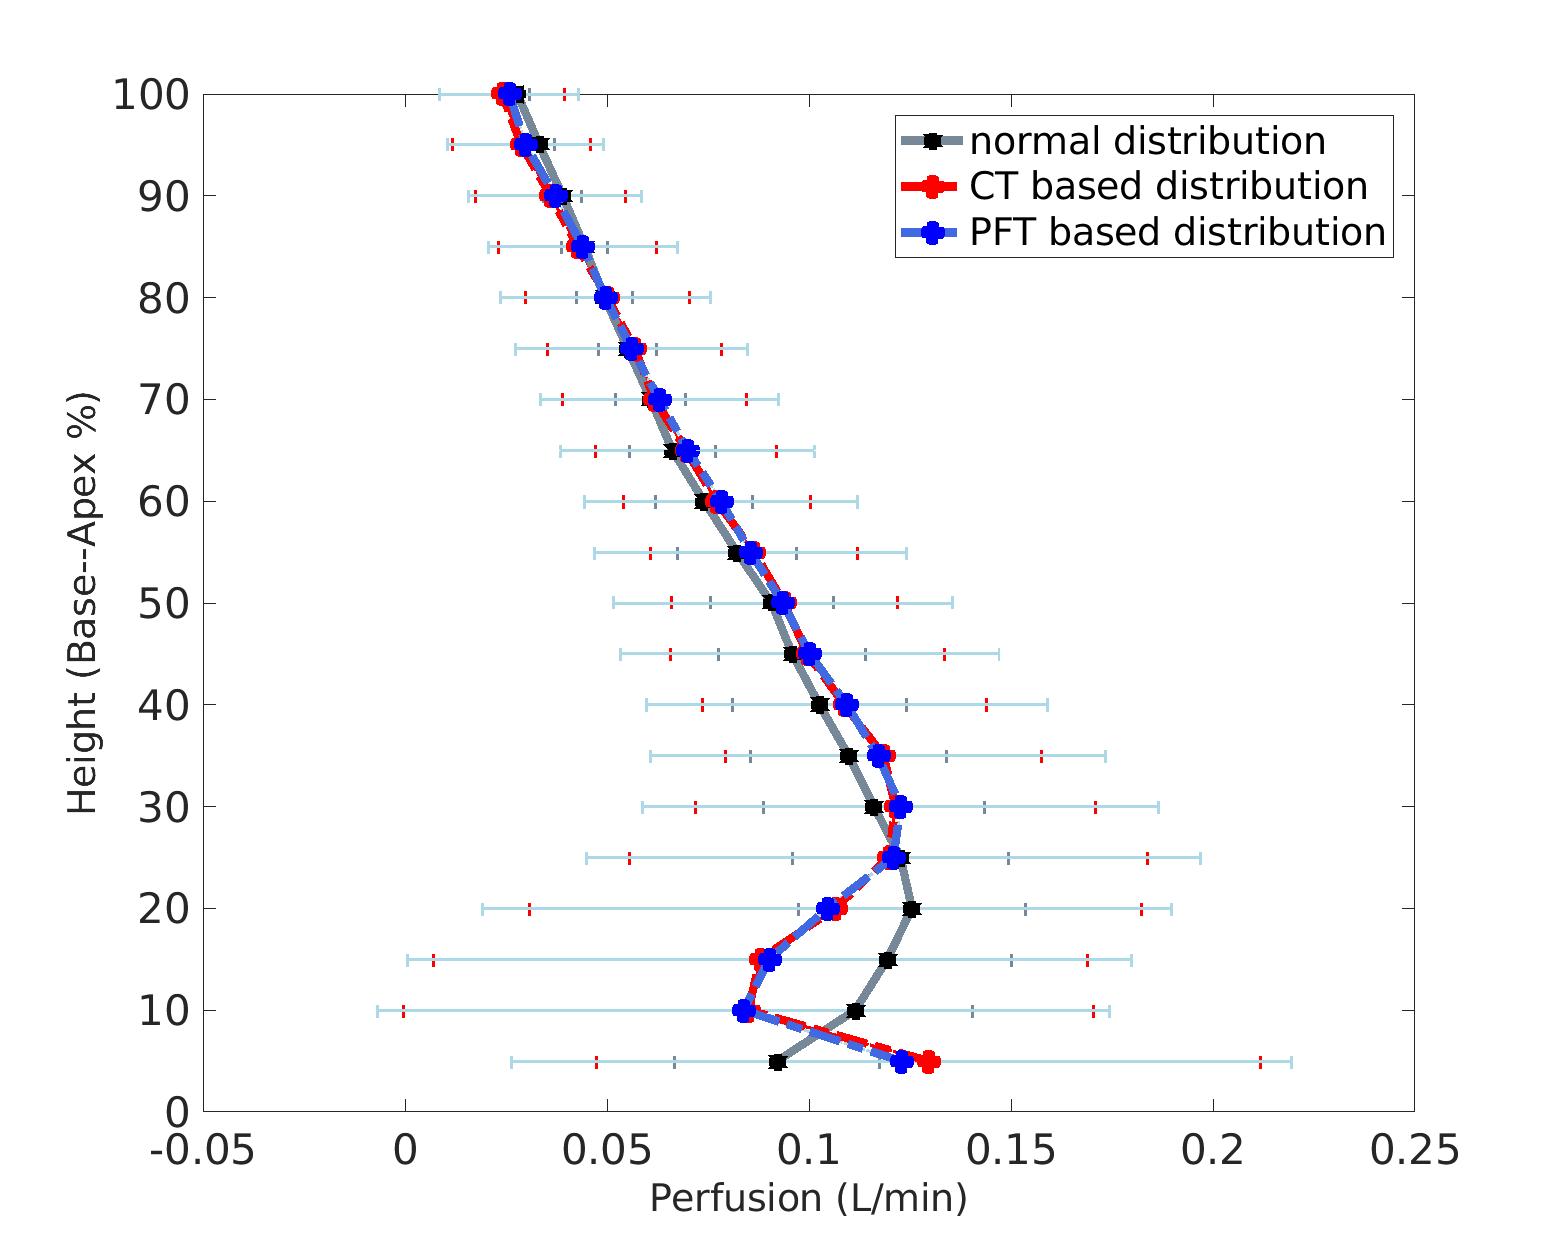 100
90
80
70
60
50
40
30
20
10
0
Height (Base--Apex %)
normal distribution
CT based distribution
PFT based distribution
-0.05 0 0.05 0.1 0.15 0.2 0.25
Perfusion (L/min)